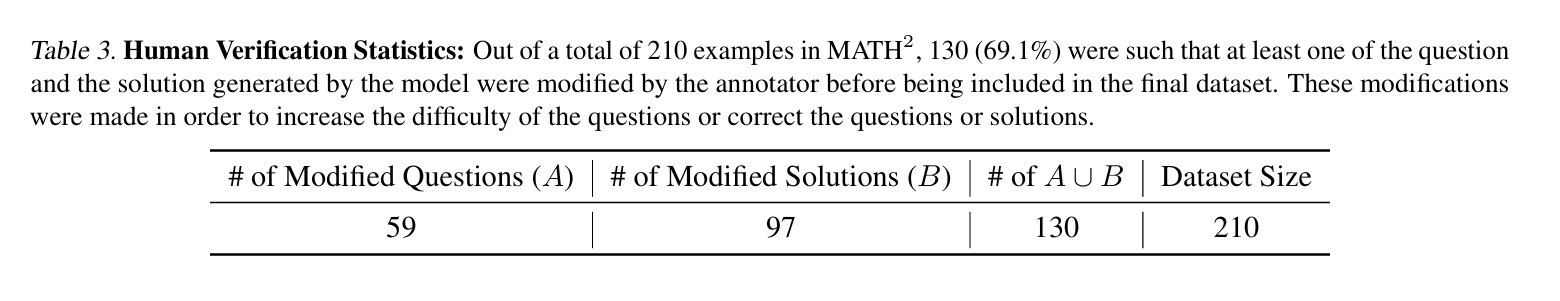 Table 3. Human Verification Statistics: Out of a total of 210 examples in MATH², 130 (69.1%) were such that at least one of the question
and the solution generated by the model were modified by the annotator before being included in the final dataset. These modifications
were made in order to increase the difficulty of the questions or correct the questions or solutions.
# of Modified Questions (A) | # of Modified Solutions (B) | # of A ∪ B | Dataset Size
59 | 97 | 130 | 210